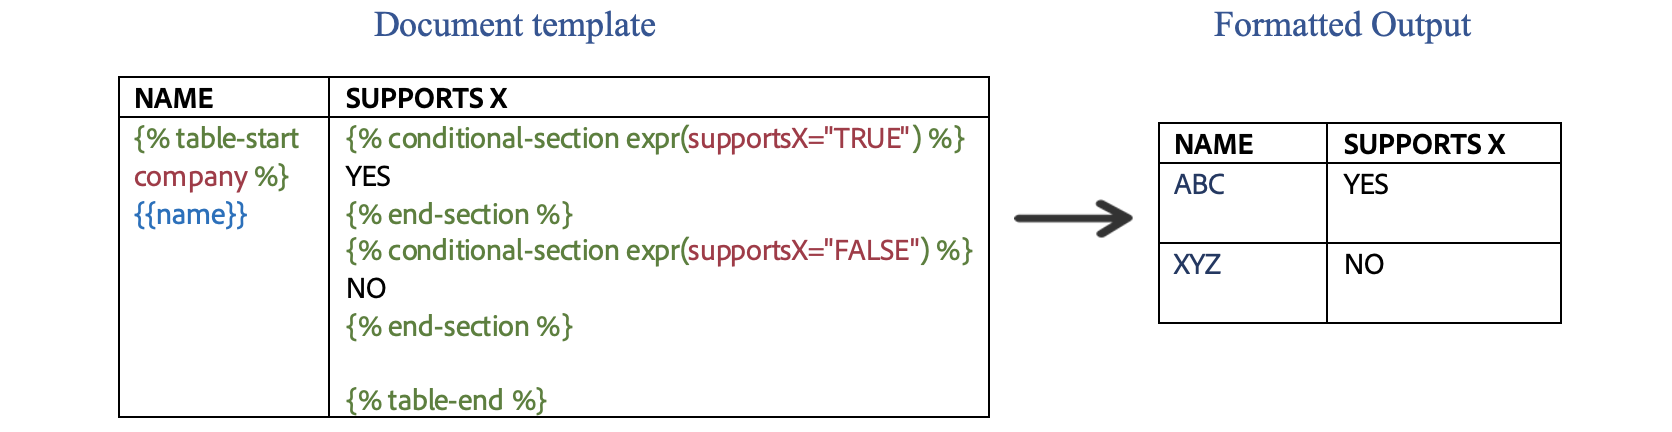 Document template
Formatted Output
NAME
SUPPORTS X
{% table-start
company %}
{{name}}
{% conditional-section expr(supportsX="TRUE") %}
YES
{% end-section %}
{% conditional-section expr(supportsX="FALSE") %}
NO
{% end-section %}
{% table-end %}
NAME
SUPPORTS X
ABC
YES
XYZ
NO